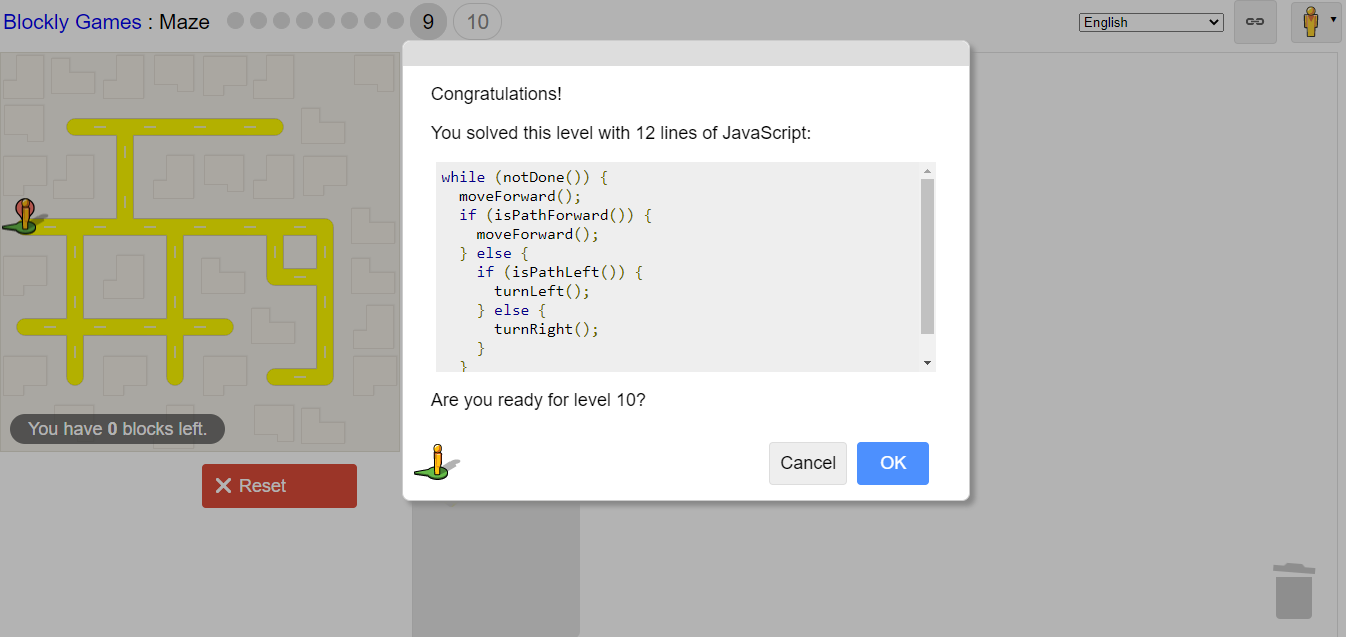 Blockly Games : Maze 9 10 English
Congratulations!
You solved this level with 12 lines of JavaScript:
while (notDone()) {
  moveForward();
  if (isPathForward()) {
    moveForward();
  } else {
    if (isPathLeft()) {
      turnLeft();
    } else {
      turnRight();
    }
  }
Are you ready for level 10?
You have 0 blocks left.
Cancel OK
Reset